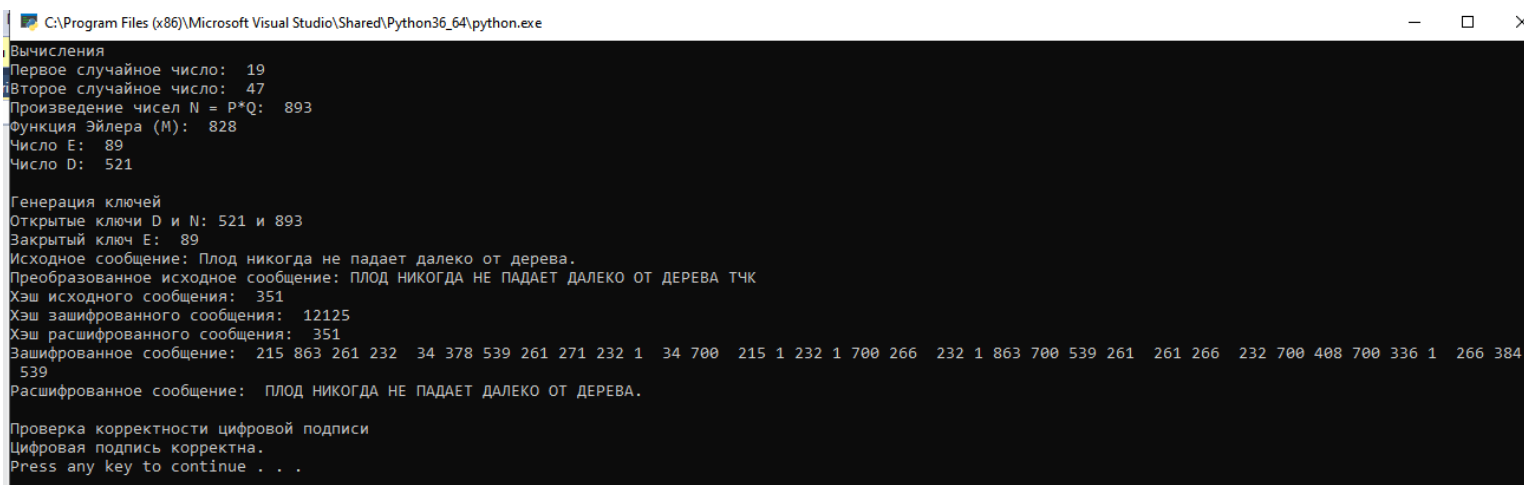 C:\Program Files (x86)\Microsoft Visual Studio\Shared\Python36_64\python.exe
Вычисления
Первое случайное число:  19
Второе случайное число:  47
Произведение чисел N = P*Q:  893
Функция Эйлера (M):  828
Число E:  89
Число D:  521
Генерация ключей
Открытые ключи D и N: 521 и 893
Закрытый ключ E:  89
Исходное сообщение: Плод никогда не падает далеко от дерева.
Преобразованное исходное сообщение: ПЛОД НИКОГДА НЕ ПАДАЕТ ДАЛЕКО ОТ ДЕРЕВА ТЧК
Хэш исходного сообщения:  351
Хэш зашифрованного сообщения:  12125
Хэш расшифрованного сообщения:  351
Зашифрованное сообщение:  215 863 261 232  34 378 539 261 271 232 1  34 700  215 1 232 1 700 266  232 1 863 700 539 261  261 266  232 700 408 700 336 1  266 384
539
Расшифрованное сообщение:  ПЛОД НИКОГДА НЕ ПАДАЕТ ДАЛЕКО ОТ ДЕРЕВА.
Проверка корректности цифровой подписи
Цифровая подпись корректна.
Press any key to continue . . .